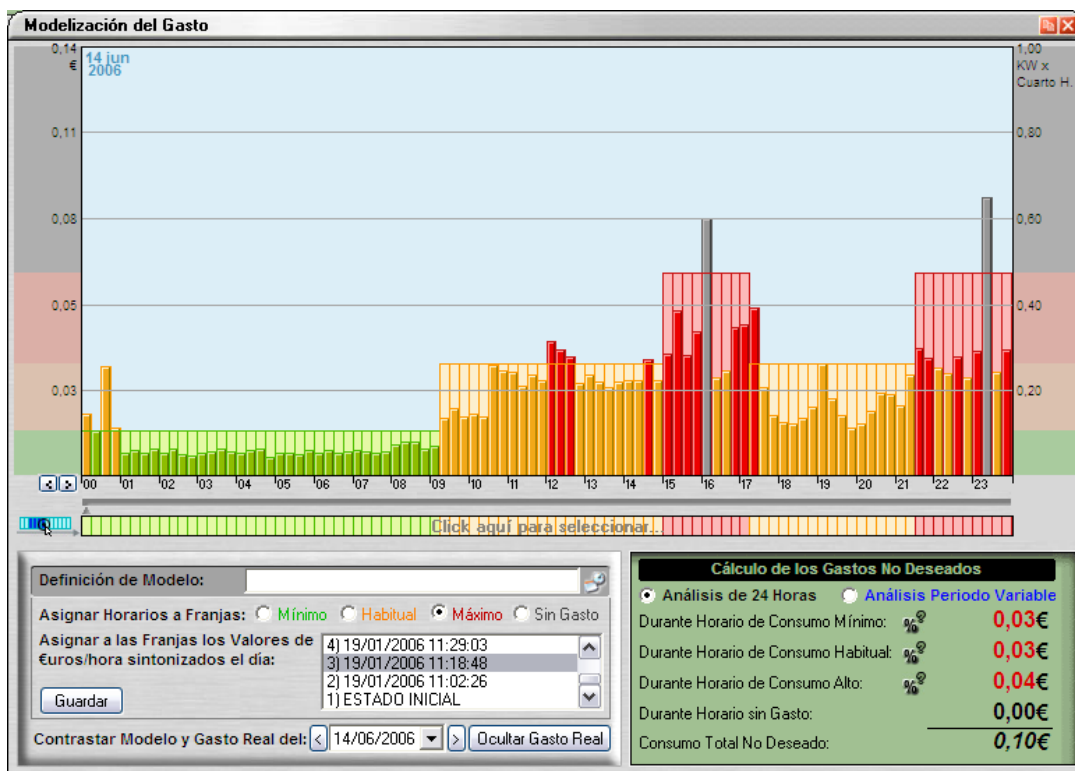 Modelización del Gasto
0,14
€
14 jun
2006
1,00
KW x
Cuarto H.
0,11
0,80
0,08
0,60
0,05
0,40
0,03
0,20
00 01 02 03 04 05 06 07 08 09 10 11 12 13 14 15 16 17 18 19 20 21 22 23
Click aquí para seleccionar...
Definición de Modelo:
Asignar Horarios a Franjas: Mínimo Habitual Máximo Sin Gasto
Asignar a las Franjas los Valores de
€uros/hora sintonizados el día:
4) 19/01/2006 11:29:03
3) 19/01/2006 11:18:48
2) 19/01/2006 11:02:26
1) ESTADO INICIAL
Guardar
Contrastar Modelo y Gasto Real del: < 14/06/2006 > Ocultar Gasto Real
Cálculo de los Gastos No Deseados
Análisis de 24 Horas Análisis Periodo Variable
Durante Horario de Consumo Mínimo: % 0,03€
Durante Horario de Consumo Habitual: % 0,03€
Durante Horario de Consumo Alto: % 0,04€
Durante Horario sin Gasto: 0,00€
Consumo Total No Deseado: 0,10€